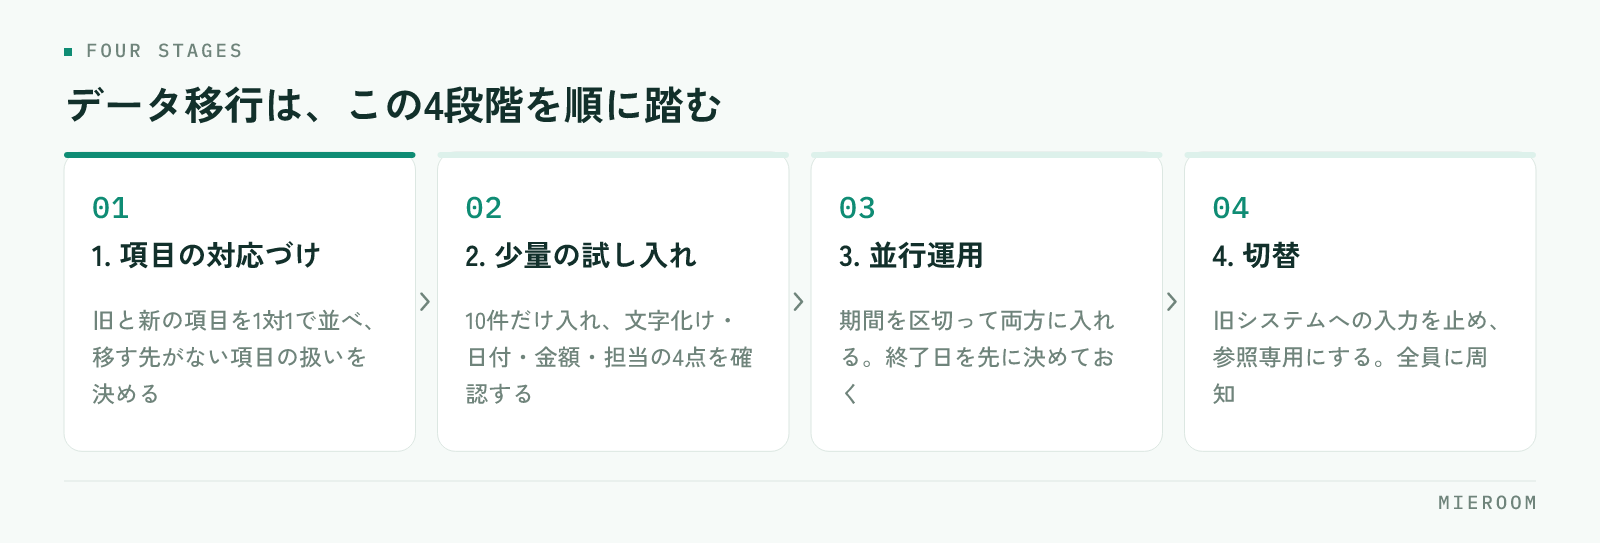 FOUR STAGES
データ移行は、この4段階を順に踏む
01
1. 項目の対応づけ
旧と新の項目を1対1で並べ、
移す先がない項目の扱いを
決める
02
2. 少量の試し入れ
10件だけ入れ、文字化け・
日付・金額・担当の4点を確
認する
03
3. 並行運用
期間を区切って両方に入れ
る。終了日を先に決めてお
く
04
4. 切替
旧システムへの入力を止め、
参照専用にする。全員に周
知
MIEROOM